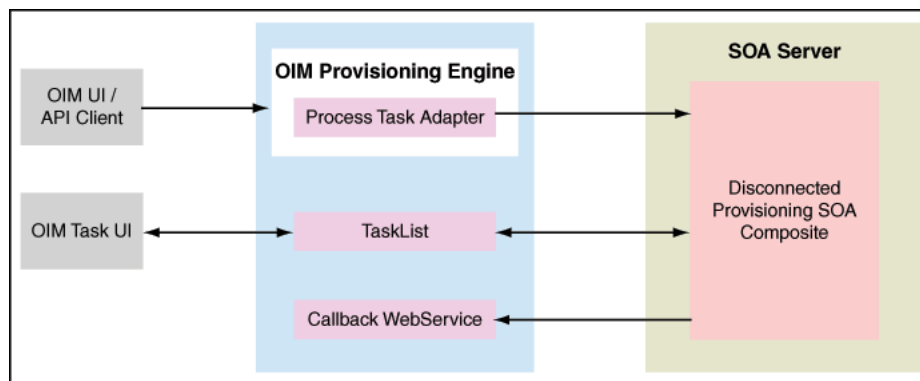 OIM UI /
API Client
OIM Provisioning Engine
Process Task Adapter
SOA Server
Disconnected
Provisioning SOA
Composite
OIM Task UI
TaskList
Callback WebService